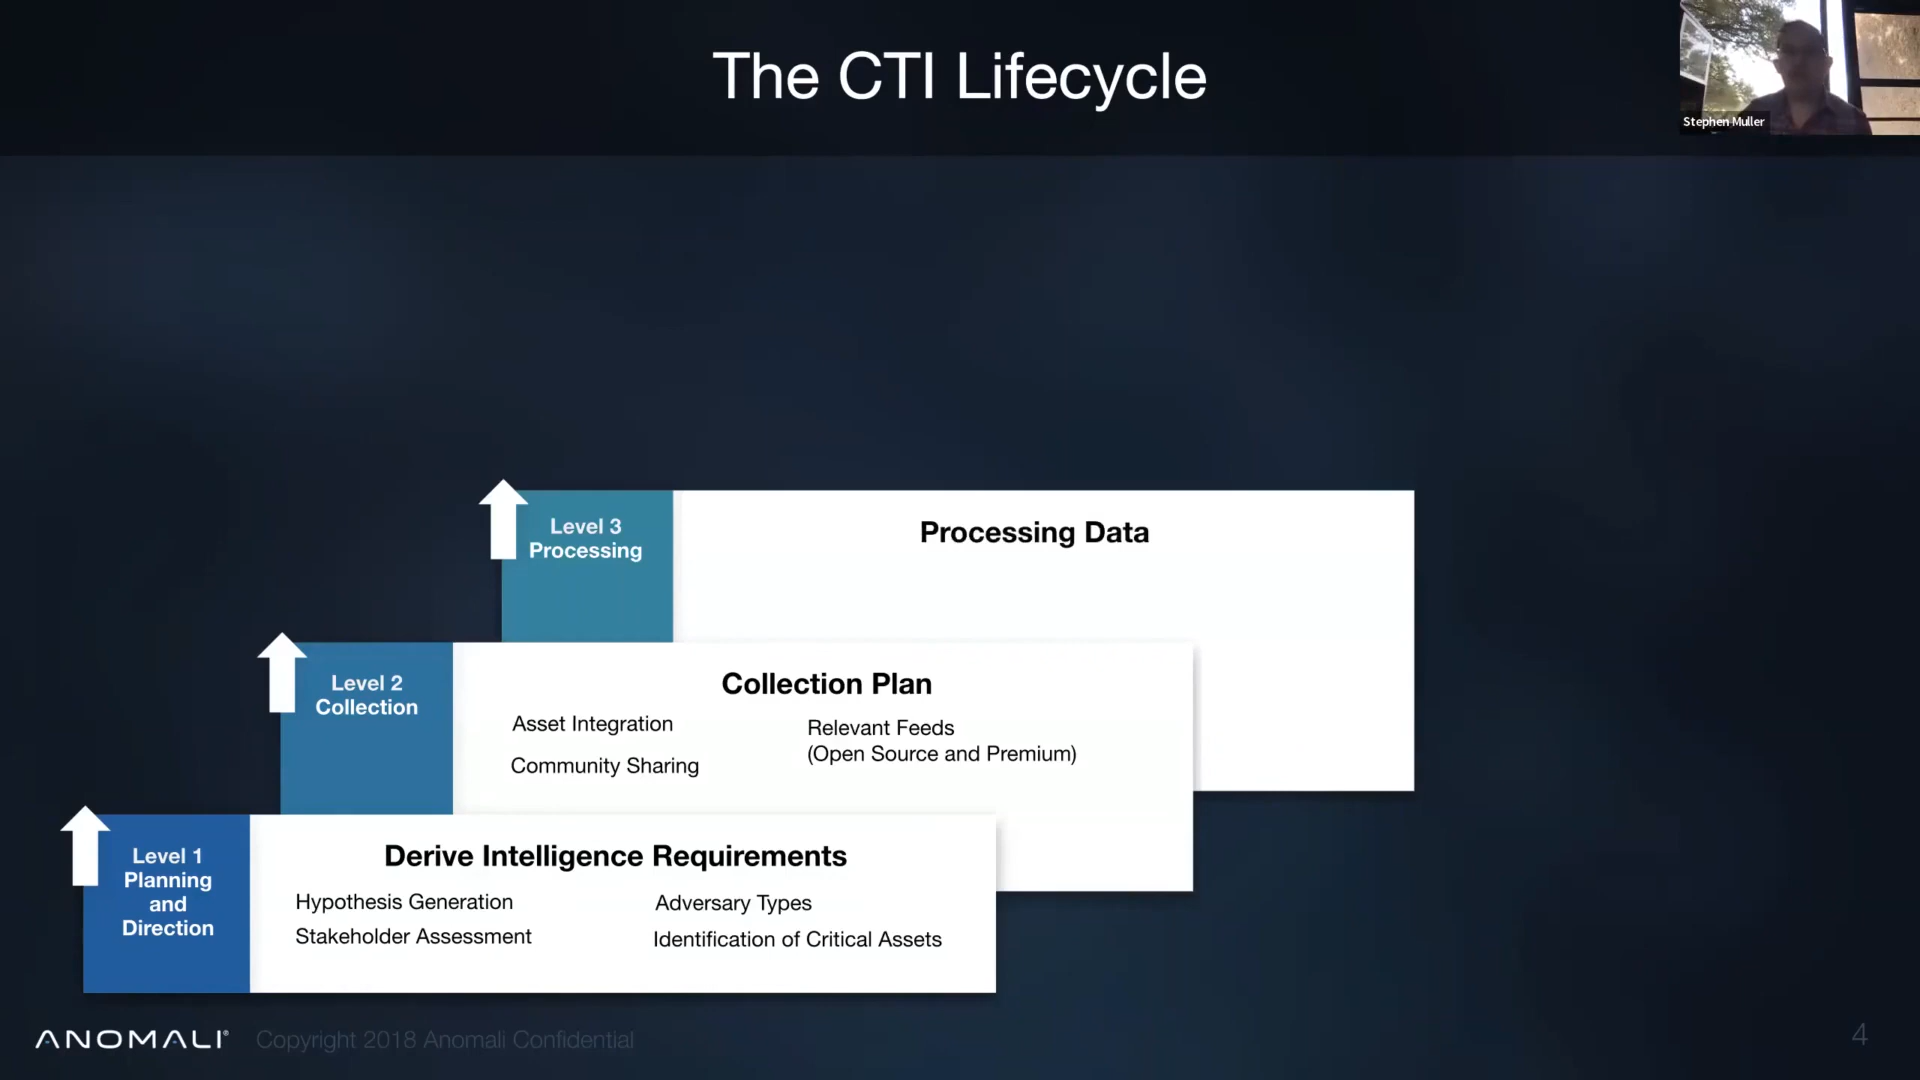 The CTI Lifecycle
Stephen Muller
Level 3
Processing
Processing Data
Level 2
Collection
Collection Plan
Asset Integration
Relevant Feeds
(Open Source and Premium)
Community Sharing
Level 1
Planning
and
Direction
Derive Intelligence Requirements
Hypothesis Generation
Adversary Types
Stakeholder Assessment
Identification of Critical Assets
ANOMALI®
Copyright 2018 Anomali Confidential
4